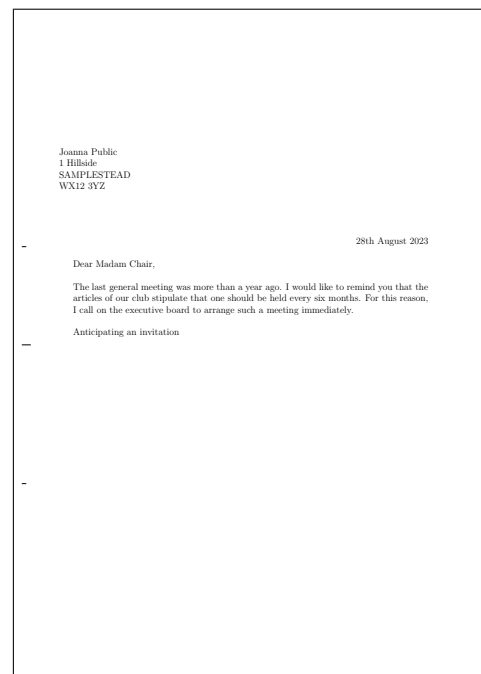 Joanna Public
1 Hillside
SAMPLESTEAD
WX12 3YZ
28th August 2023
Dear Madam Chair,
The last general meeting was more than a year ago. I would like to remind you that the
articles of our club stipulate that one should be held every six months. For this reason,
I call on the executive board to arrange such a meeting immediately.
Anticipating an invitation